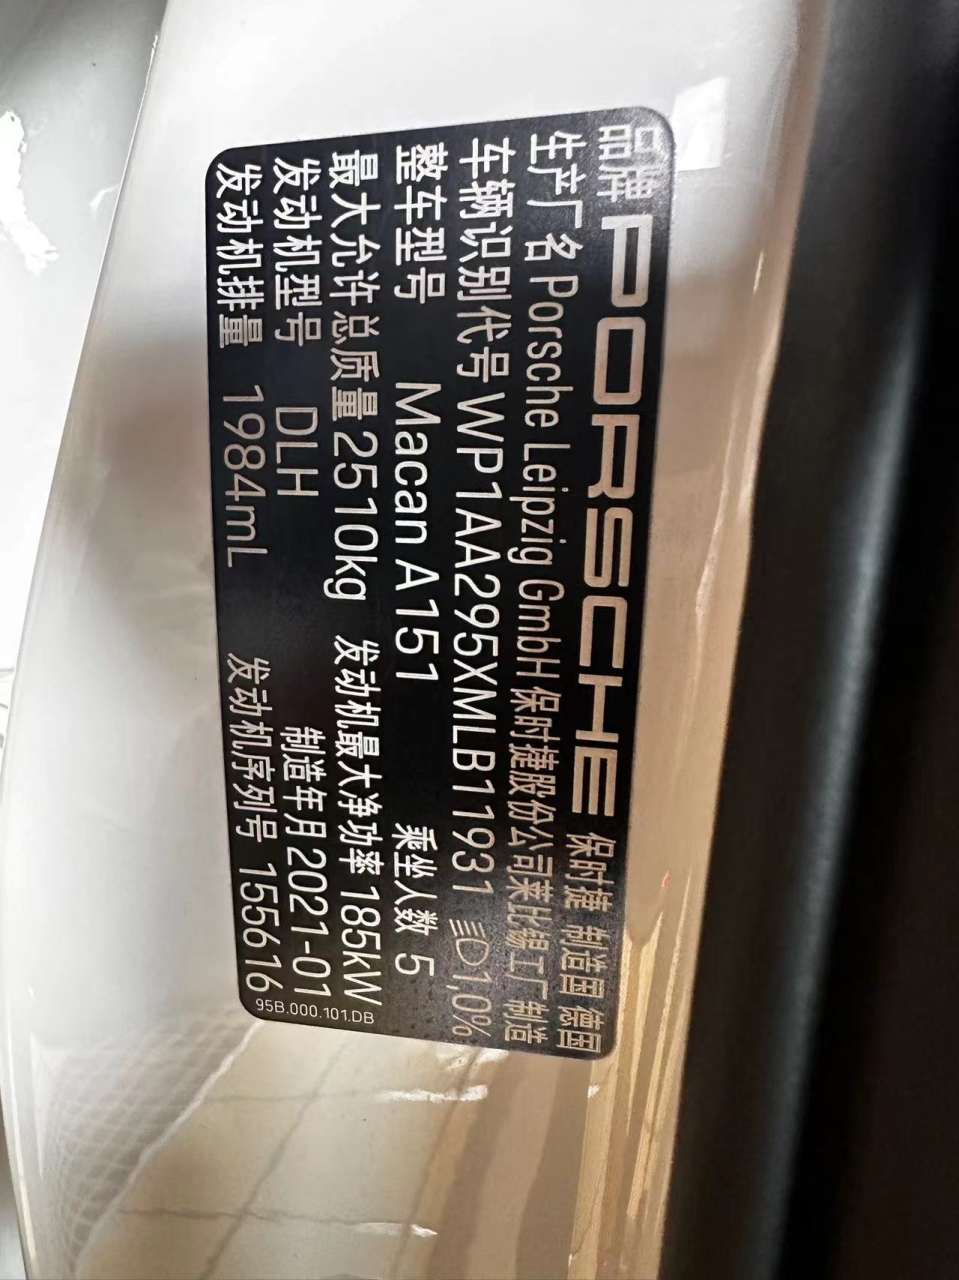 品牌 PORSCHE 保时捷 制造国 德国
生产厂名 Porsche Leipzig GmbH 保时捷股份公司莱比锡工厂制造
车辆识别代号 WP1AA295XMLB11931 1,0%
整车型号 Macan A151 乘坐人数 5
最大允许总质量 2510kg 发动机最大净功率 185kW
发动机型号 DLH 制造年月 2021-01
发动机排量 1984mL 发动机序列号 155616
95B.000.101.DB